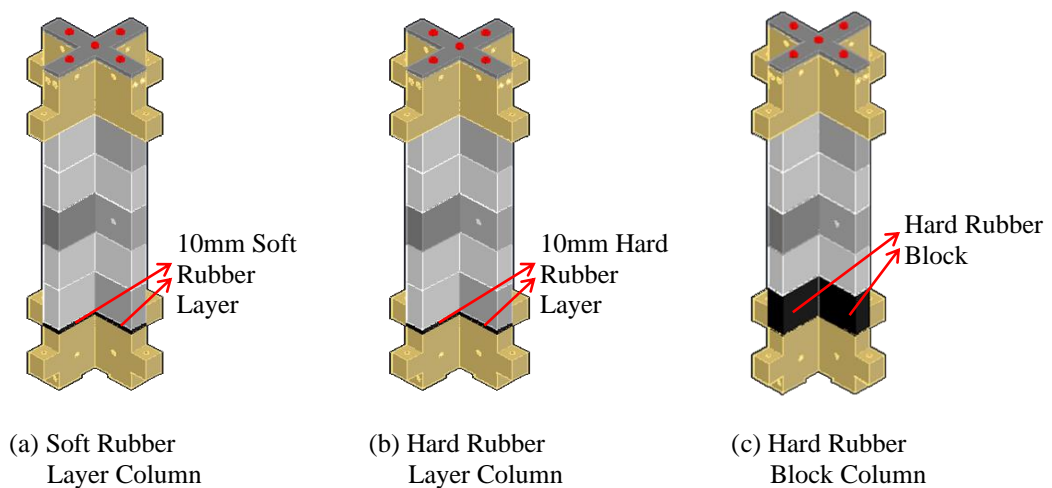 10mm Soft
Rubber
Layer
10mm Hard
Rubber
Layer
Hard Rubber
Block
(a) Soft Rubber
Layer Column
(b) Hard Rubber
Layer Column
(c) Hard Rubber
Block Column